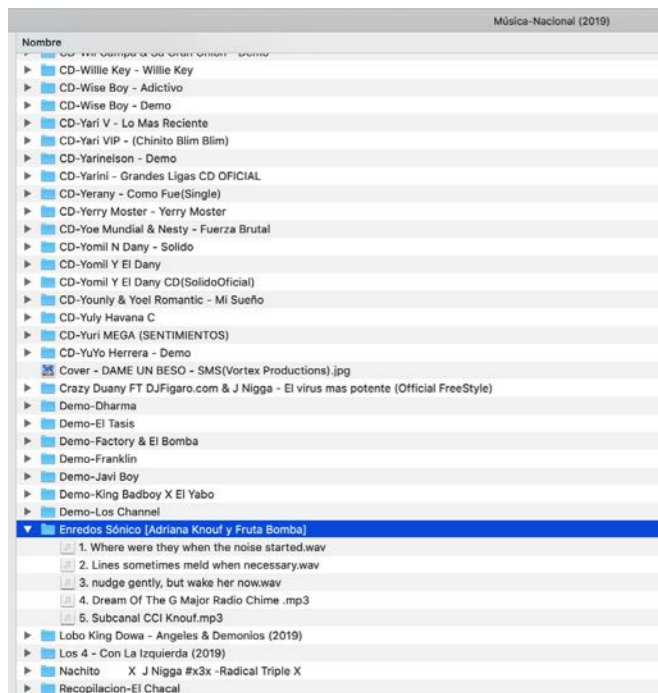 Música-Nacional (2019)
Nombre
CD-Wil Campa & Su Gran Union - Demo
CD-Willie Key - Willie Key
CD-Wise Boy - Adictivo
CD-Wise Boy - Demo
CD-Yari V - Lo Mas Reciente
CD-Yari VIP - (Chinito Blim Blim)
CD-Yarinelson - Demo
CD-Yarini - Grandes Ligas CD OFICIAL
CD-Yerany - Como Fue(Single)
CD-Yerry Moster - Yerry Moster
CD-Yoe Mundial & Nesty - Fuerza Brutal
CD-Yomil N Dany - Solido
CD-Yomil Y El Dany
CD-Yomil Y El Dany CD(SolidoOficial)
CD-Younly & Yoel Romantic - Mi Sueño
CD-Yuly Havana C
CD-Yuri MEGA (SENTIMIENTOS)
CD-YuYo Herrera - Demo
Cover - DAME UN BESO - SMS(Vortex Productions).jpg
Crazy Duany FT DJFigaro.com & J Nigga - El virus mas potente (Official FreeStyle)
Demo-Dharma
Demo-El Tasis
Demo-Factory & El Bomba
Demo-Franklin
Demo-Javi Boy
Demo-King Badboy X El Yabo
Demo-Los Channel
Enredos Sónico [Adriana Knouf y Fruta Bomba]
1. Where were they when the noise started.wav
2. Lines sometimes meld when necessary.wav
3. nudge gently, but wake her now.wav
4. Dream Of The G Major Radio Chime .mp3
5. Subcanal CCI Knouf.mp3
Lobo King Dowa - Angeles & Demonios (2019)
Los 4 - Con La Izquierda (2019)
Nachito X J Nigga #x3x -Radical Triple X
Recopilacion-El Chacal